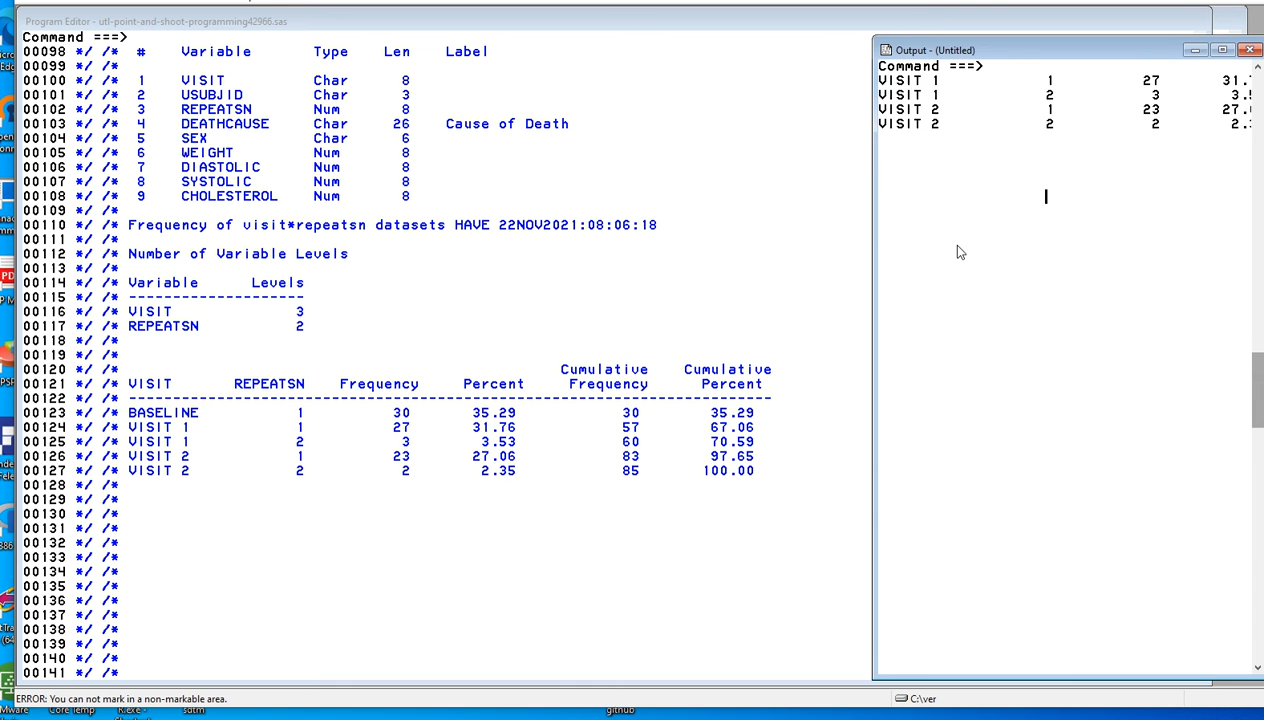 Program Editor - utl-point-and-shoot-programming42966.sas
Command ===>
00098 */ /*  #    Variable       Type    Len    Label
00099 */ /*
00100 */ /*  1    VISIT          Char      8
00101 */ /*  2    USUBJID        Char      3
00102 */ /*  3    REPEATSN       Num       8
00103 */ /*  4    DEATHCAUSE     Char     26    Cause of Death
00104 */ /*  5    SEX            Char      6
00105 */ /*  6    WEIGHT         Num       8
00106 */ /*  7    DIASTOLIC      Num       8
00107 */ /*  8    SYSTOLIC       Num       8
00108 */ /*  9    CHOLESTEROL    Num       8
00109 */ /*
00110 */ /* Frequency of visit*repeatsn datasets HAVE 22NOV2021:08:06:18
00111 */ /*
00112 */ /* Number of Variable Levels
00113 */ /*
00114 */ /* Variable      Levels
00115 */ /* --------------------
00116 */ /* VISIT              3
00117 */ /* REPEATSN           2
00118 */ /*
00119 */ /*
00120 */ /*                                                  Cumulative    Cumulative
00121 */ /* VISIT       REPEATSN    Frequency     Percent     Frequency      Percent
00122 */ /* -------------------------------------------------------------------------
00123 */ /* BASELINE           1          30       35.29            30        35.29
00124 */ /* VISIT 1            1          27       31.76            57        67.06
00125 */ /* VISIT 1            2           3        3.53            60        70.59
00126 */ /* VISIT 2            1          23       27.06            83        97.65
00127 */ /* VISIT 2            2           2        2.35            85       100.00
00128 */ /*
00129 */ /*
00130 */ /*
00131 */ /*
00132 */ /*
00133 */ /*
00134 */ /*
00135 */ /*
00136 */ /*
00137 */ /*
00138 */ /*
00139 */ /*
00140 */ /*
00141 */ /*
Output - (Untitled)
Command ===>
VISIT 1            1          27       31.
VISIT 1            2           3        3.
VISIT 2            1          23       27.
VISIT 2            2           2        2.
ERROR: You can not mark in a non-markable area.
C:\ver
Core Temp
sdtm
github